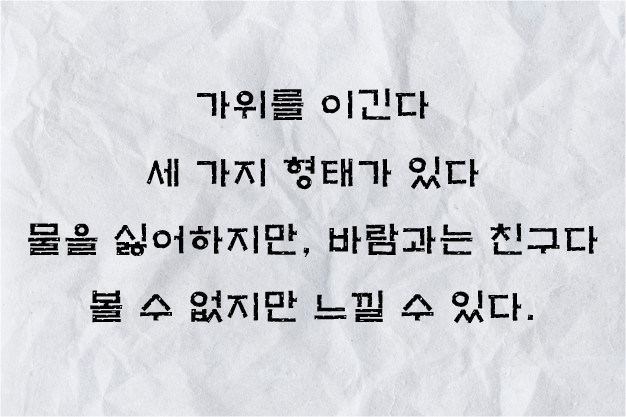 가위를 이긴다
세 가지 형태가 있다
물을 싫어하지만, 바람과는 친구다
볼 수 없지만 느낄 수 있다.